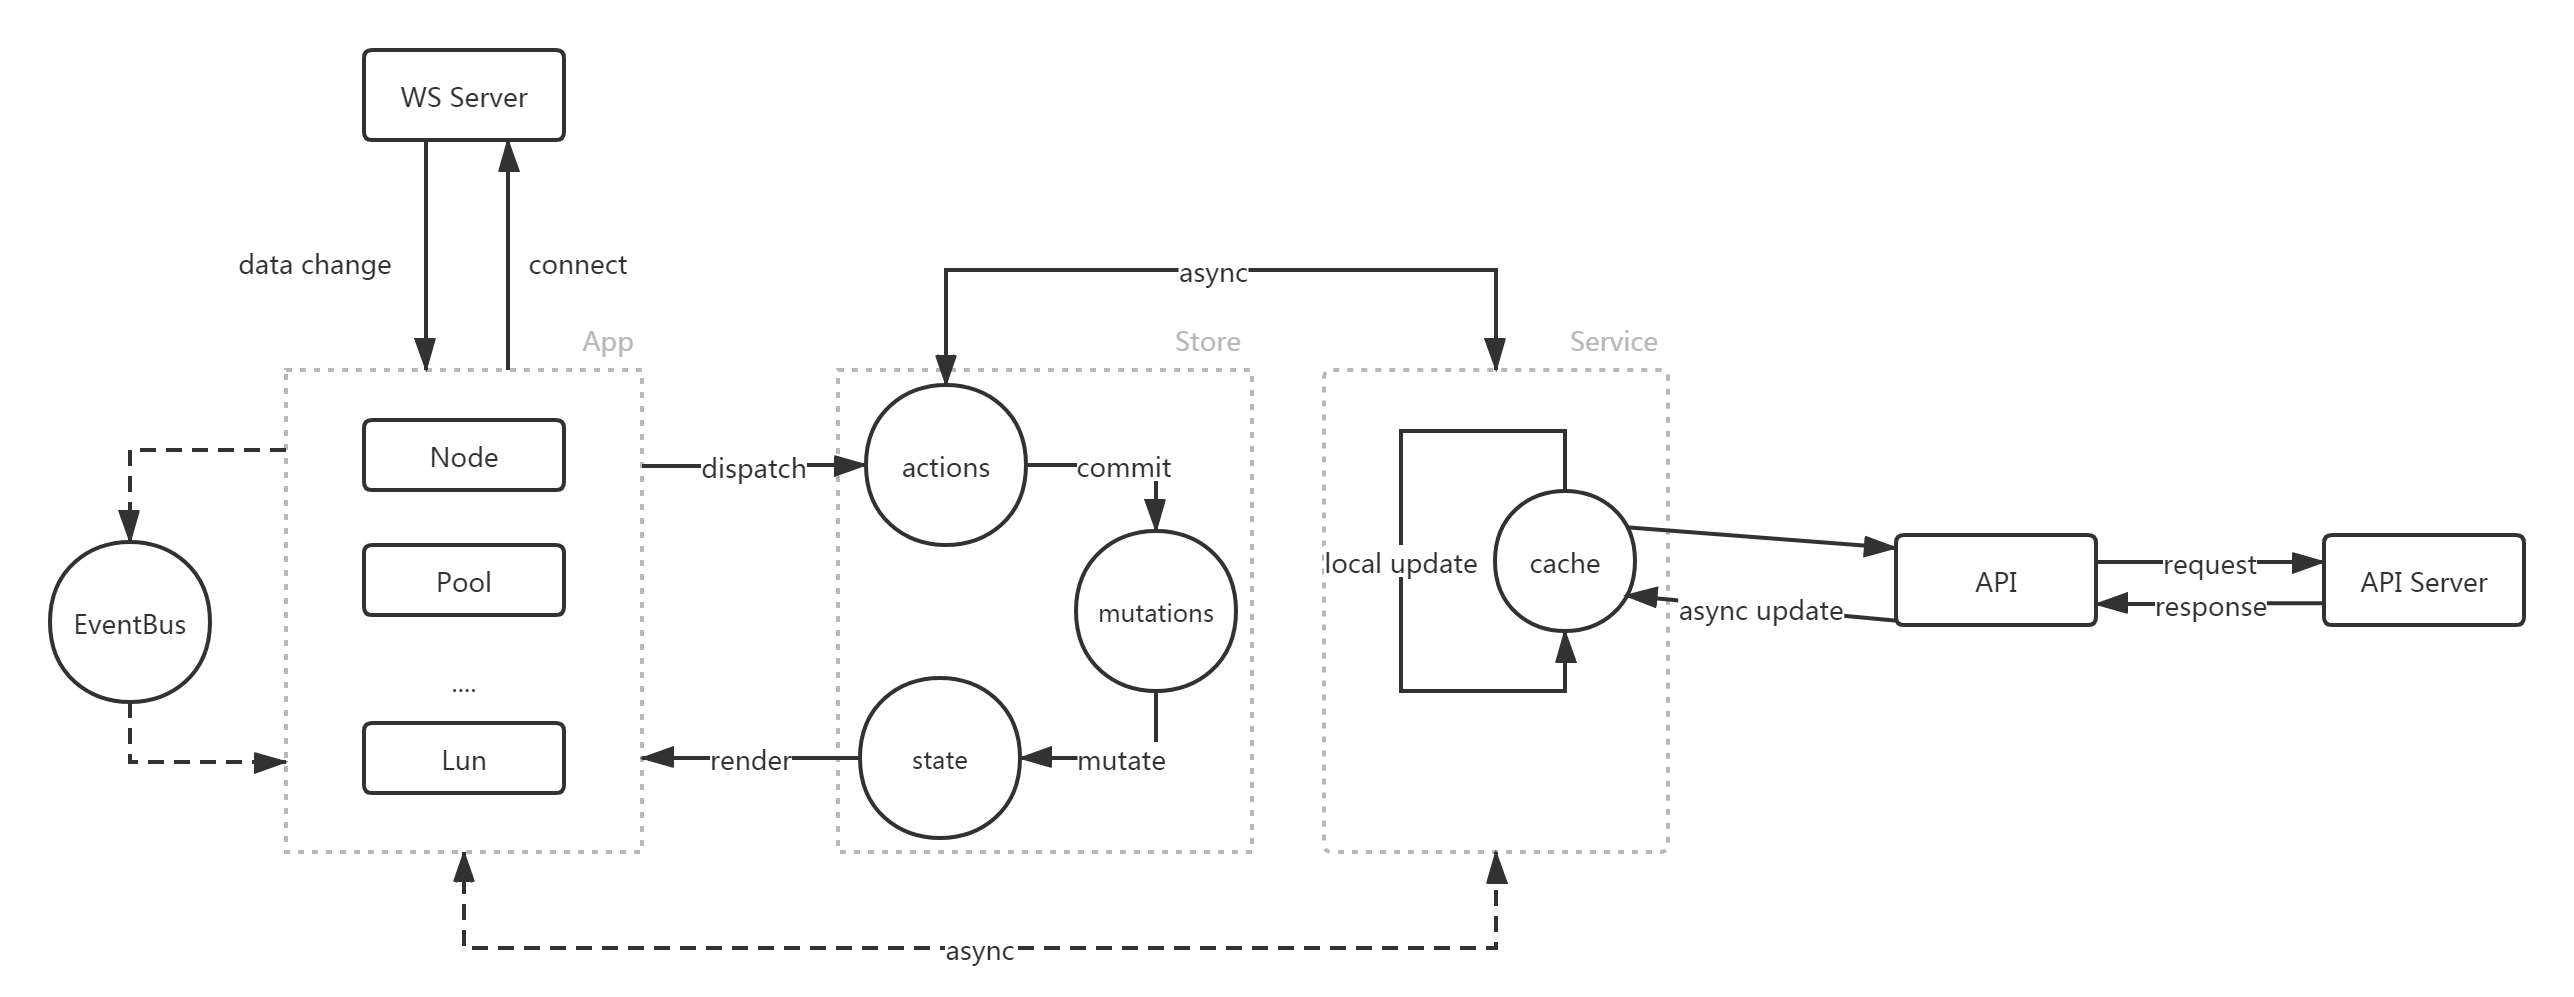 WS Server
data change
connect
async
App
Store
Service
Node
dispatch
actions
commit
Pool
local update
cache
API
request
API Server
response
EventBus
mutations
async update
....
Lun
render
state
mutate
async